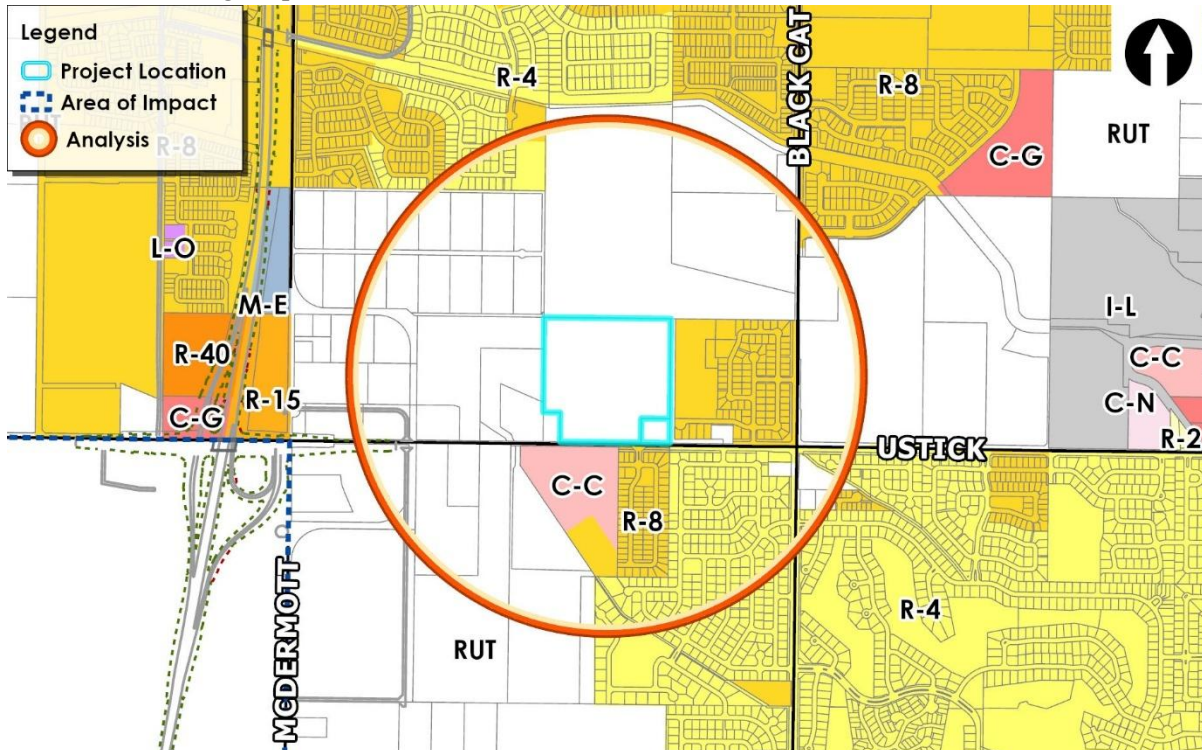 Legend
Project Location
Area of Impact
Analysis
RUT
R-8
R-4
BLACK CAT
R-8
C-G
RUT
L-O
M-E
R-40
R-15
C-G
I-L
C-C
C-N
R-2
USTICK
C-C
R-8
R-4
RUT
MCDERMOTT